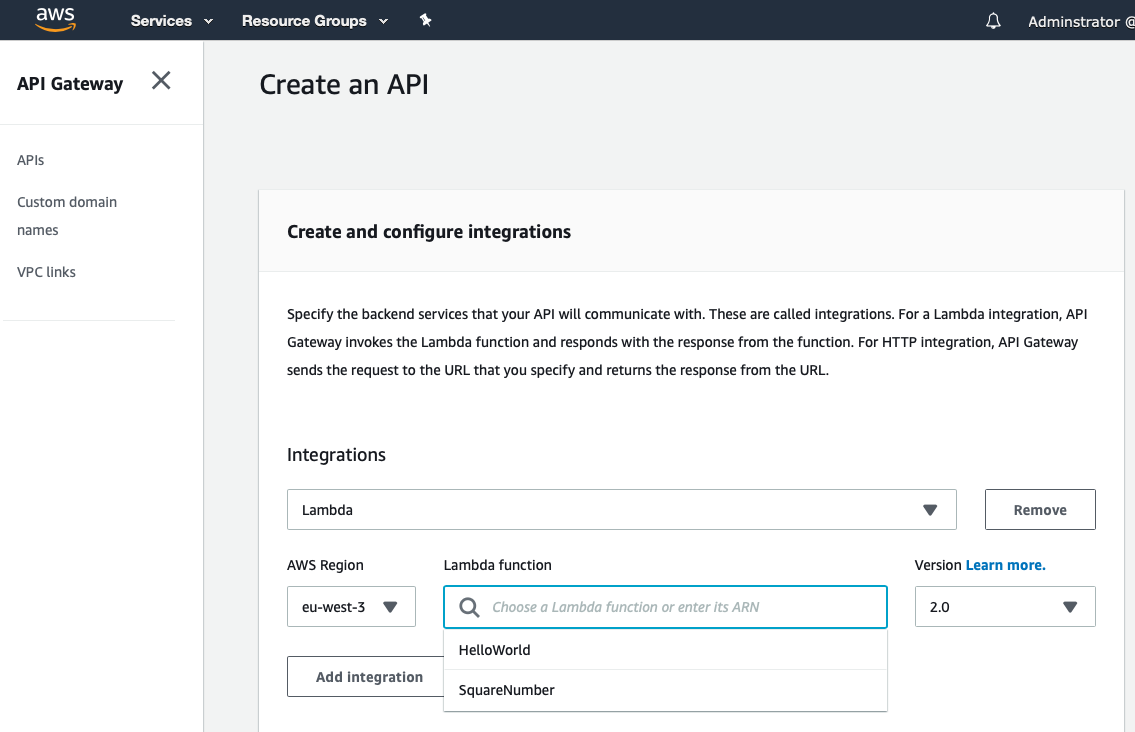 aws
Services
Resource Groups
Adminstrator @
API Gateway
APIs
Custom domain
names
VPC links
Create an API
Create and configure integrations
Specify the backend services that your API will communicate with. These are called integrations. For a Lambda integration, API
Gateway invokes the Lambda function and responds with the response from the function. For HTTP integration, API Gateway
sends the request to the URL that you specify and returns the response from the URL.
Integrations
Lambda
Remove
AWS Region
Lambda function
Version Learn more.
eu-west-3
Choose a Lambda function or enter its ARN
2.0
HelloWorld
SquareNumber
Add integration